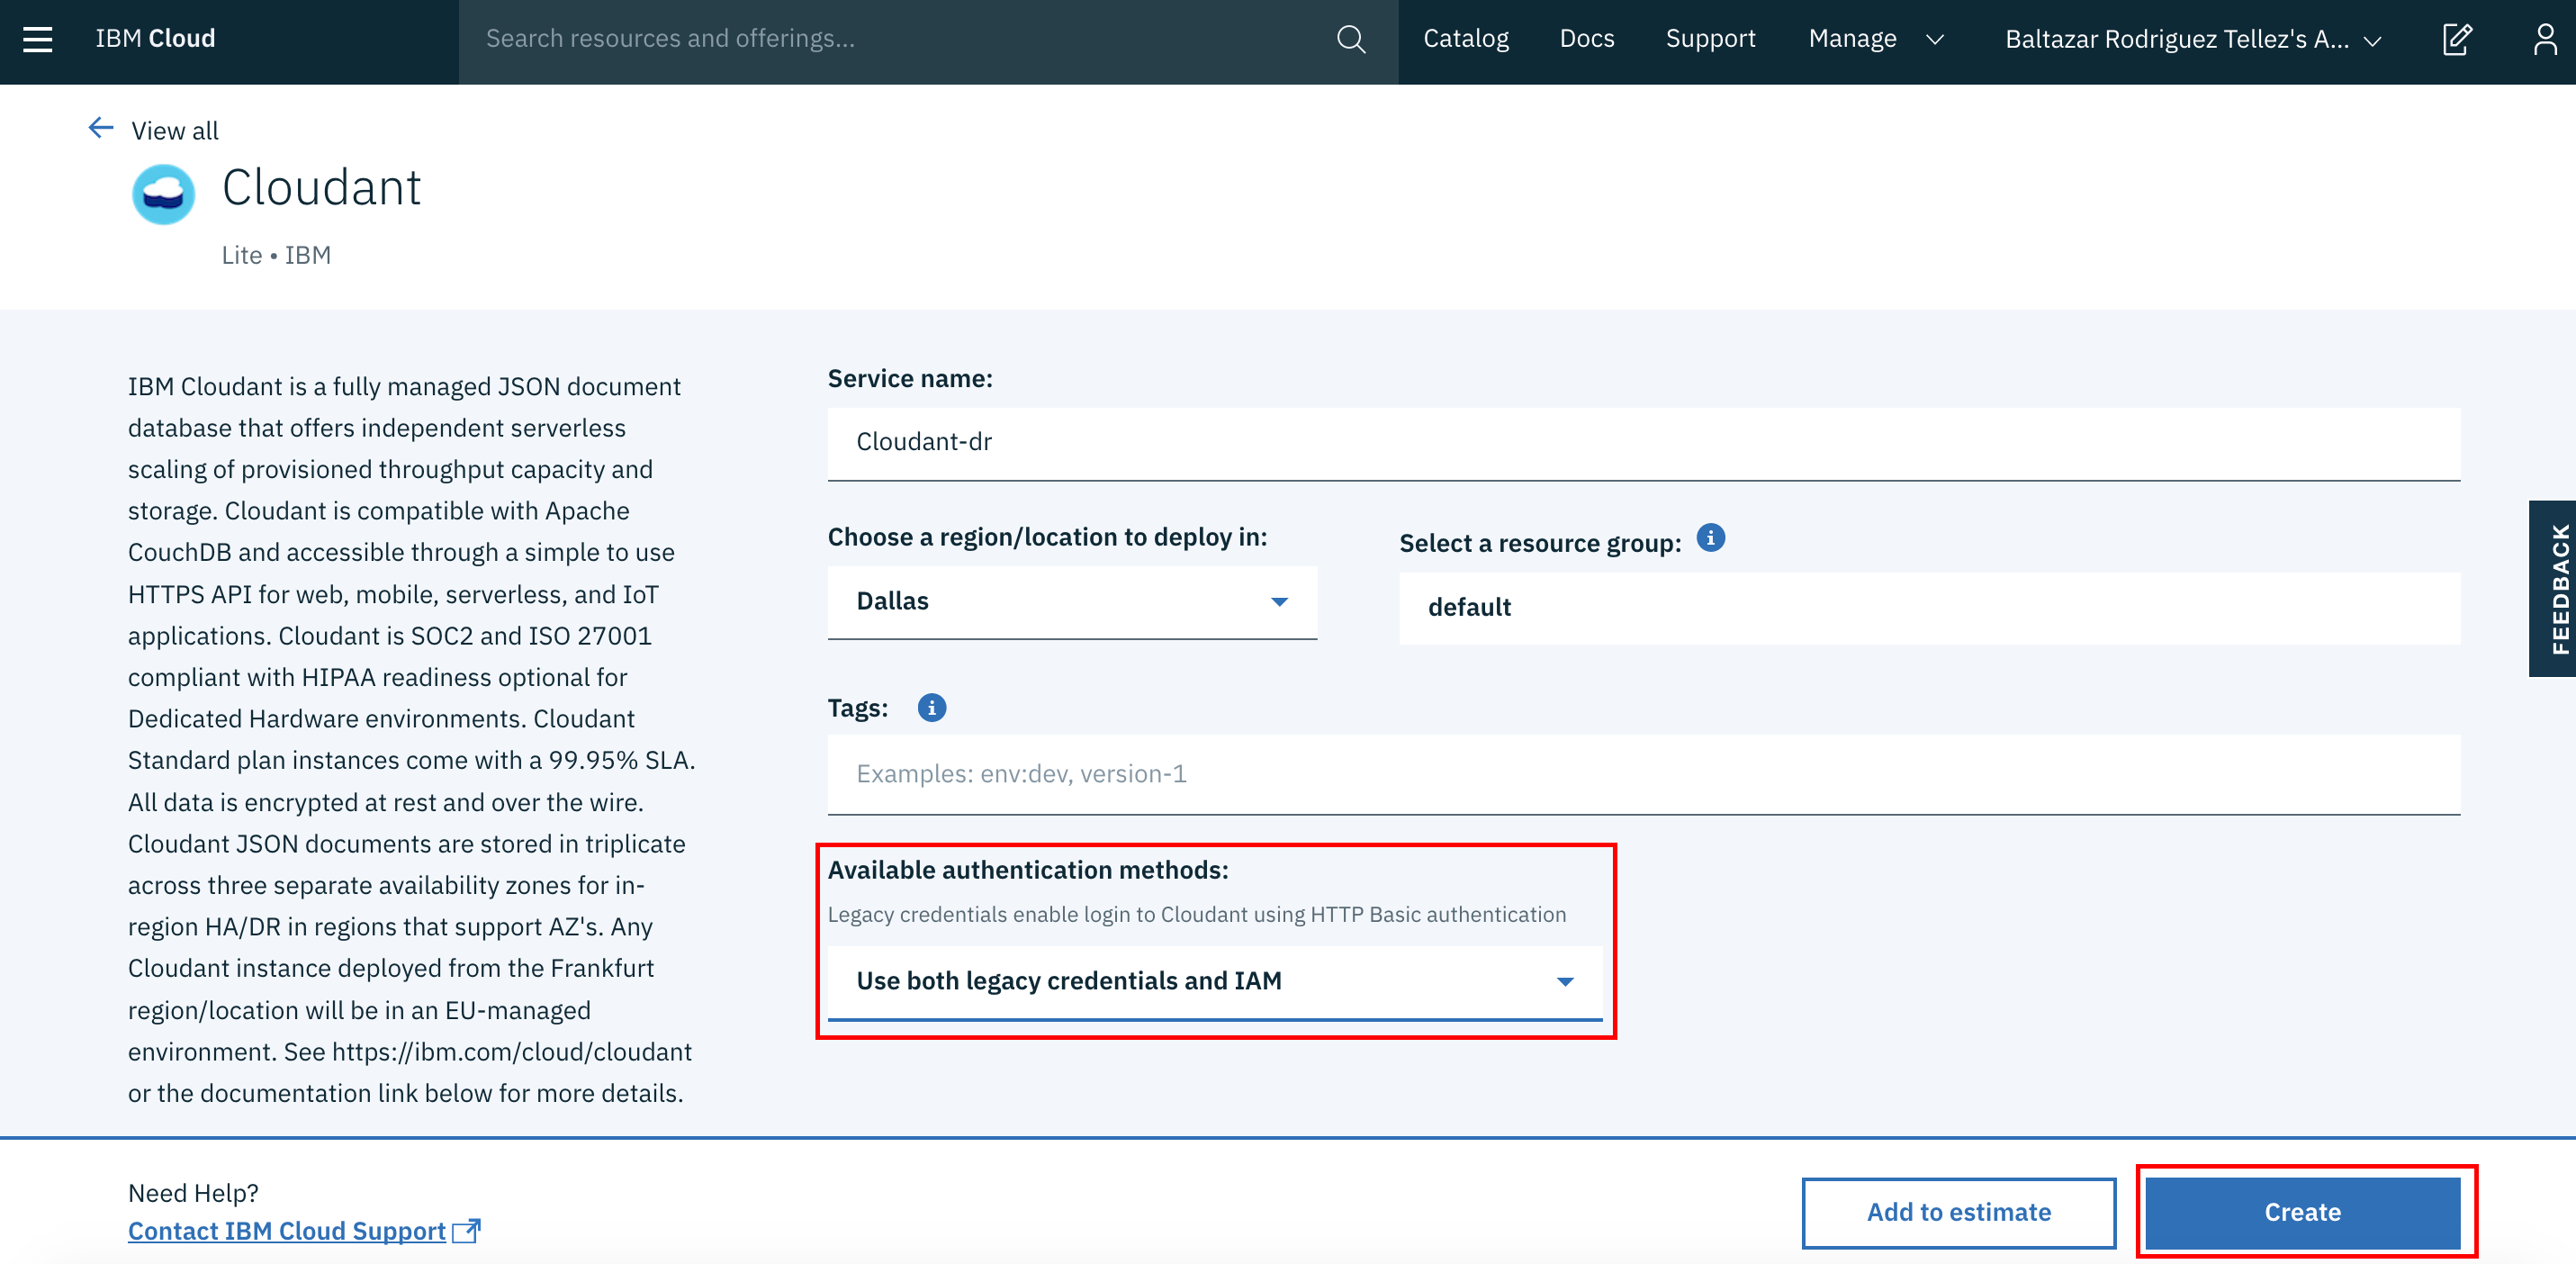 IBM Cloud
Search resources and offerings...
Catalog
Docs
Support
Manage
Baltazar Rodriguez Tellez's A...
View all
Cloudant
Lite • IBM
IBM Cloudant is a fully managed JSON document
database that offers independent serverless
scaling of provisioned throughput capacity and
storage. Cloudant is compatible with Apache
CouchDB and accessible through a simple to use
HTTPS API for web, mobile, serverless, and IoT
applications. Cloudant is SOC2 and ISO 27001
compliant with HIPAA readiness optional for
Dedicated Hardware environments. Cloudant
Standard plan instances come with a 99.95% SLA.
All data is encrypted at rest and over the wire.
Cloudant JSON documents are stored in triplicate
across three separate availability zones for in-
region HA/DR in regions that support AZ's. Any
Cloudant instance deployed from the Frankfurt
region/location will be in an EU-managed
environment. See https://ibm.com/cloud/cloudant
or the documentation link below for more details.
Service name:
Cloudant-dr
Choose a region/location to deploy in:
Dallas
Select a resource group:
default
Tags:
Examples: env:dev, version-1
Available authentication methods:
Legacy credentials enable login to Cloudant using HTTP Basic authentication
Use both legacy credentials and IAM
FEEDBACK
Need Help?
Contact IBM Cloud Support
Add to estimate
Create